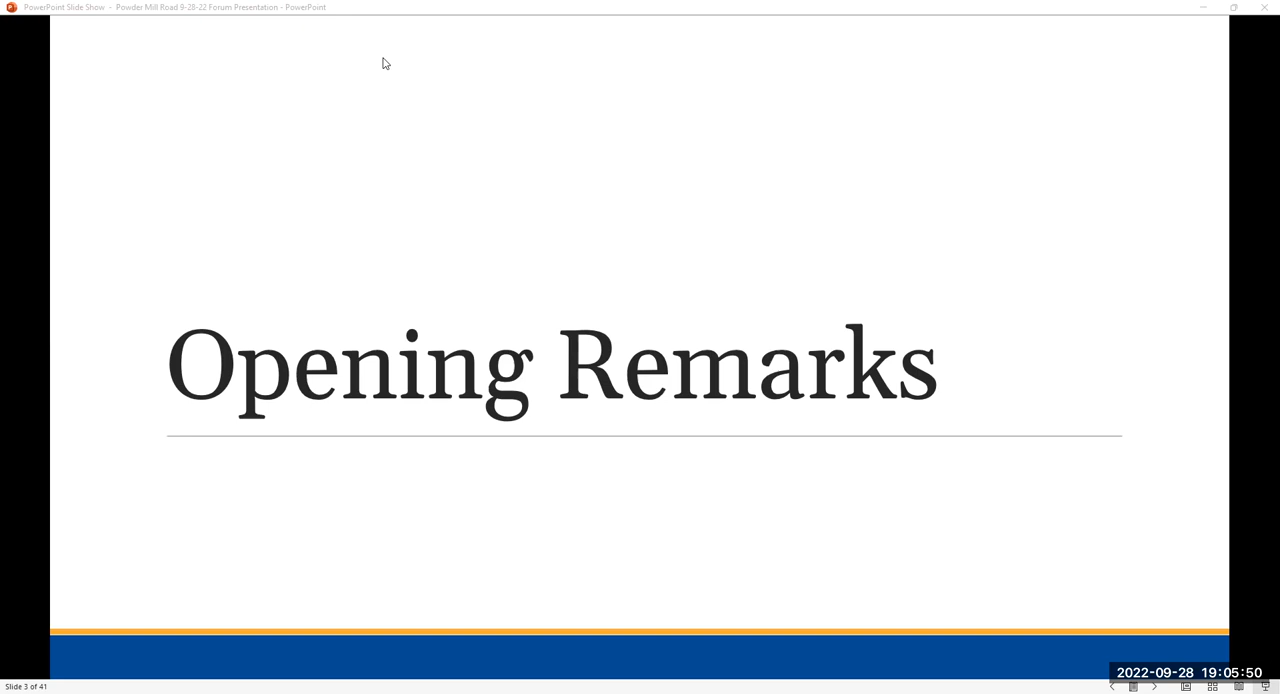 PowerPoint Slide Show - Powder Mill Road 9-28-22 Forum Presentation - PowerPoint
Opening Remarks
2022-09-28 19:05:50
Slide 3 of 41